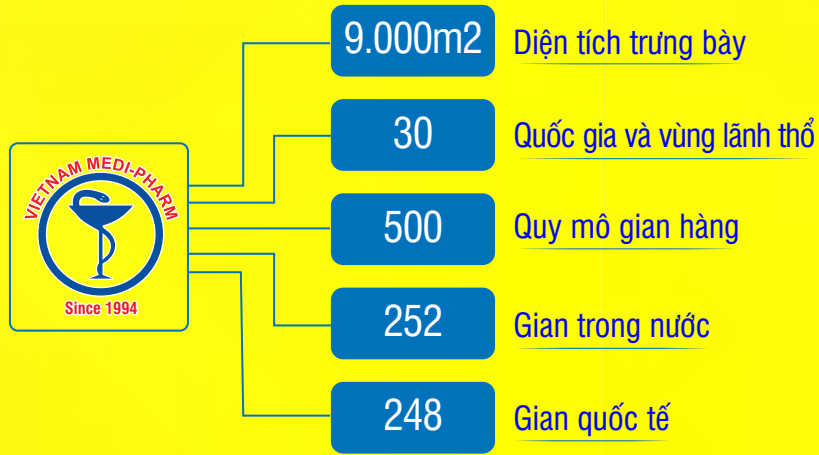 9.000m2 Diện tích trưng bày
30 Quốc gia và vùng lãnh thổ
VIETNAM MEDI-PHARM
Since 1994
500 Quy mô gian hàng
252 Gian trong nước
248 Gian quốc tế